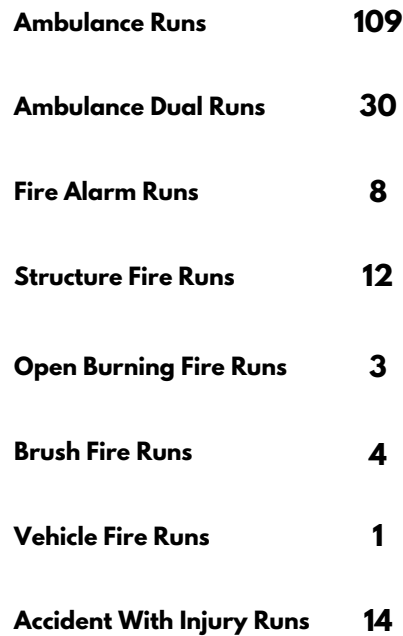 Ambulance Runs 109
Ambulance Dual Runs 30
Fire Alarm Runs 8
Structure Fire Runs 12
Open Burning Fire Runs 3
Brush Fire Runs 4
Vehicle Fire Runs 1
Accident With Injury Runs 14